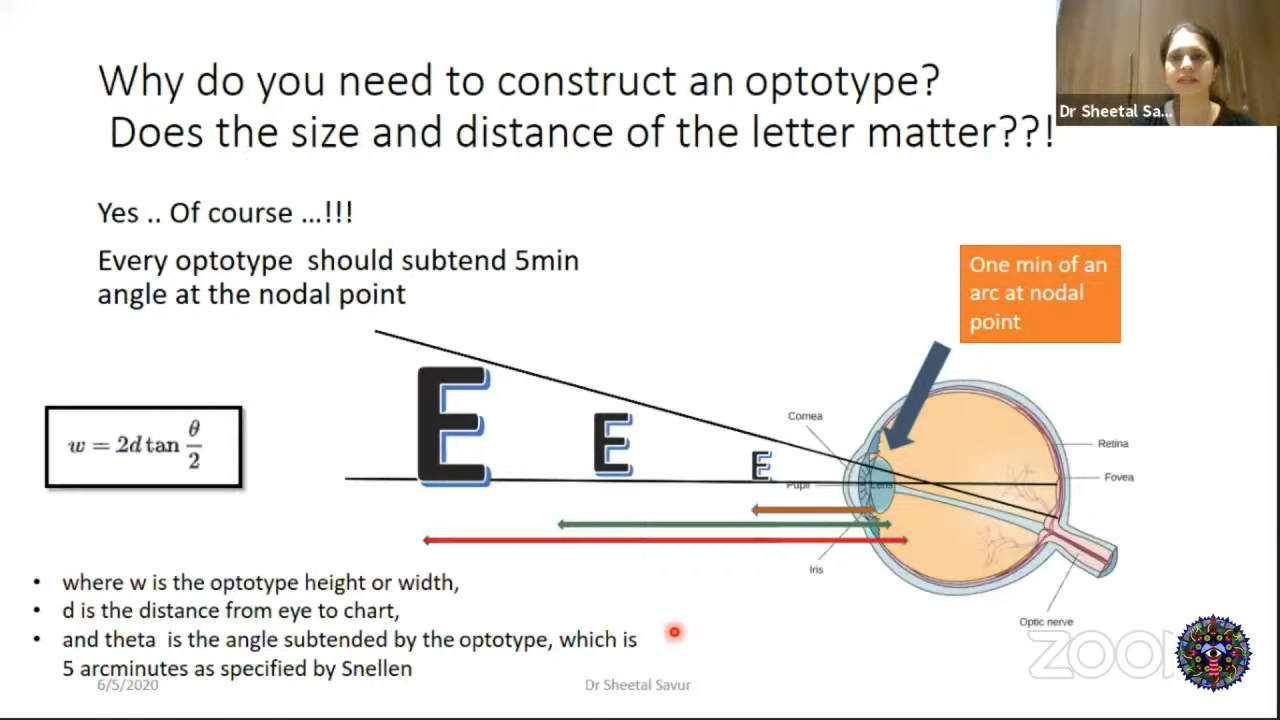 Why do you need to construct an optotype?
Does the size and distance of the letter matter??!
Dr Sheetal Sa...
Yes .. Of course ...!!!
Every optotype should subtend 5min
angle at the nodal point
One min of an
arc at nodal
point
w = 2d tan θ/2
E E E
Cornea
Pupil
Lens
Iris
Retina
Fovea
Optic nerve
• where w is the optotype height or width,
• d is the distance from eye to chart,
• and theta is the angle subtended by the optotype, which is
5 arcminutes as specified by Snellen
6/5/2020
Dr Sheetal Savur